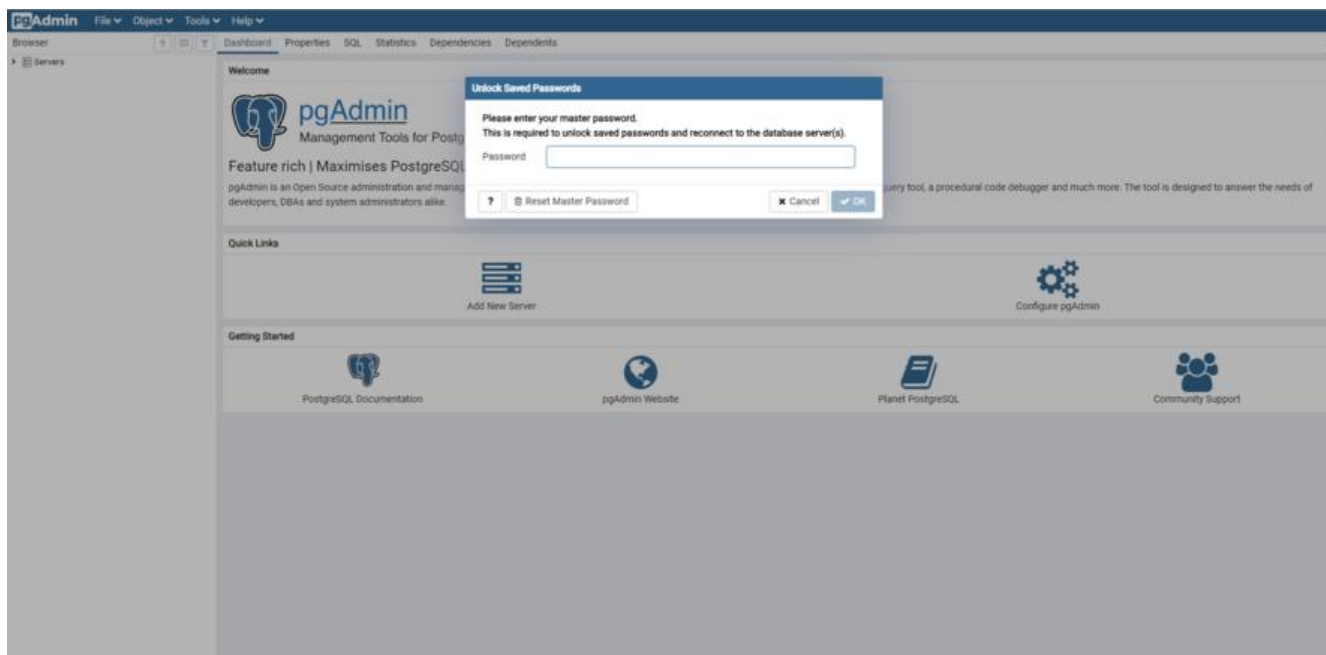 pgAdmin File Object Tools Help
Browser
Dashboard Properties SQL Statistics Dependencies Dependents
Servers
Welcome
pgAdmin
Management Tools for Postg
Feature rich | Maximises PostgreSQL
pgAdmin is an Open Source administration and manag
query tool, a procedural code debugger and much more. The tool is designed to answer the needs of
developers, DBAs and system administrators alike.
Unlock Saved Passwords
Please enter your master password.
This is required to unlock saved passwords and reconnect to the database server(s).
Password
? Reset Master Password Cancel OK
Quick Links
Add New Server Configure pgAdmin
Getting Started
PostgreSQL Documentation pgAdmin Website Planet PostgreSQL Community Support